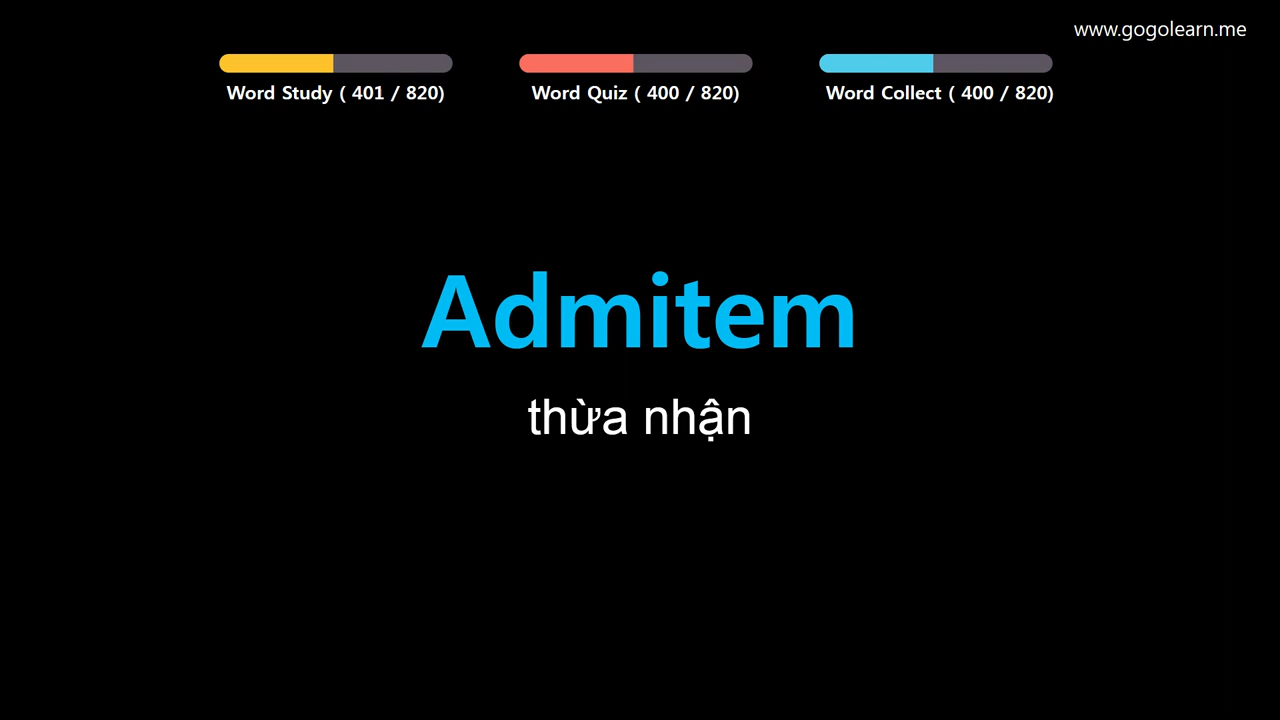 www.gogolearn.me
Word Study ( 401 / 820)
Word Quiz ( 400 / 820)
Word Collect ( 400 / 820)
Admitem
thừa nhận